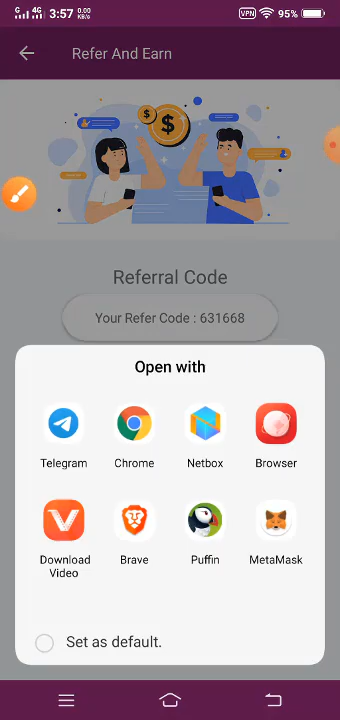 G 4G 3:57 0.00 KB/s VPN 95%
Refer And Earn
Referral Code
Your Refer Code : 631668
Open with
Telegram Chrome Netbox Browser
Download Video Brave Puffin MetaMask
Set as default.